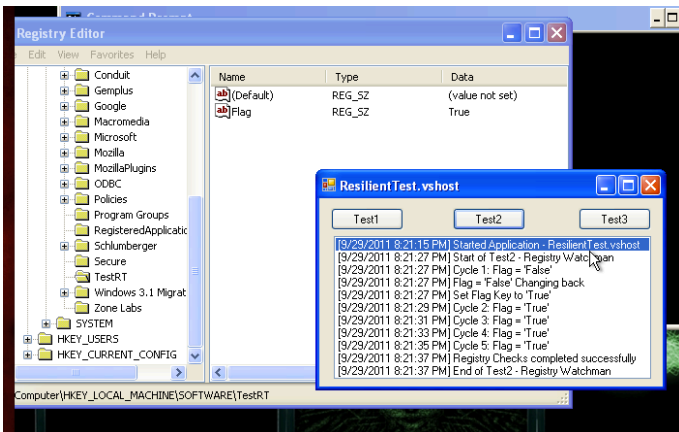 Command Prompt
Registry Editor
Edit View Favorites Help
Conduit
Gemplus
Google
Macromedia
Microsoft
Mozilla
MozillaPlugins
ODBC
Policies
Program Groups
RegisteredApplicatic
Schlumberger
Secure
TestRT
Windows 3.1 Migrat
Zone Labs
SYSTEM
HKEY_USERS
HKEY_CURRENT_CONFIG
Name Type Data
(Default) REG_SZ (value not set)
Flag REG_SZ True
Computer\HKEY_LOCAL_MACHINE\SOFTWARE\TestRT
ResilientTest.vshost
Test1 Test2 Test3
[9/29/2011 8:21:15 PM] Started Application - ResilientTest.vshost
[9/29/2011 8:21:27 PM] Start of Test2 - Registry Watchman
[9/29/2011 8:21:27 PM] Cycle 1: Flag = 'False'
[9/29/2011 8:21:27 PM] Flag = 'False' Changing back
[9/29/2011 8:21:27 PM] Set Flag Key to 'True'
[9/29/2011 8:21:29 PM] Cycle 2: Flag = 'True'
[9/29/2011 8:21:31 PM] Cycle 3: Flag = 'True'
[9/29/2011 8:21:33 PM] Cycle 4: Flag = 'True'
[9/29/2011 8:21:35 PM] Cycle 5: Flag = 'True'
[9/29/2011 8:21:37 PM] Registry Checks completed successfully
[9/29/2011 8:21:37 PM] End of Test2 - Registry Watchman